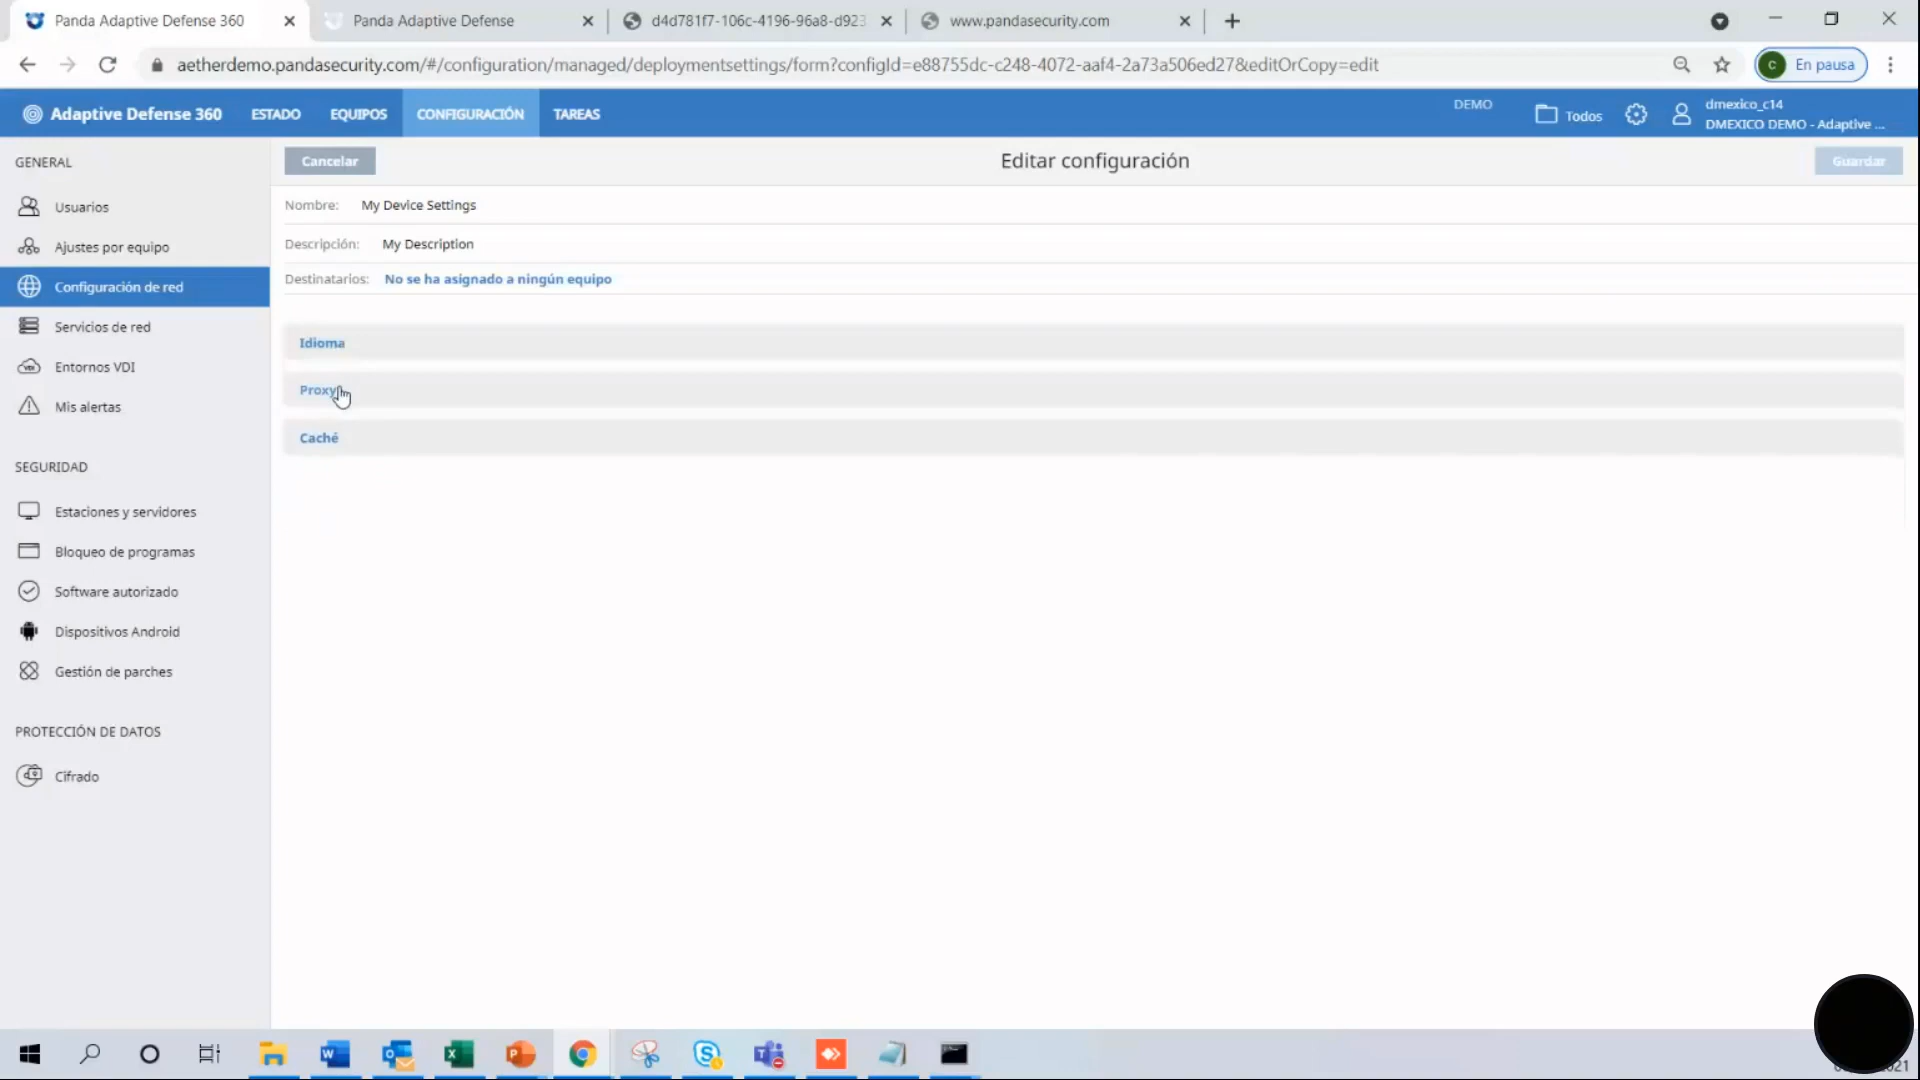 Panda Adaptive Defense 360
Panda Adaptive Defense
d4d781f7-106c-4196-96a8-d923
www.pandasecurity.com
aetherdemo.pandasecurity.com/#/configuration/managed/deploymentsettings/form?configId=e88755dc-c248-4072-aaf4-2a73a506ed27&editOrCopy=edit
C
En pausa
Adaptive Defense 360
ESTADO
EQUIPOS
CONFIGURACIÓN
TAREAS
DEMO
Todos
dmexico_c14
DMEXICO DEMO - Adaptive ...
GENERAL
Usuarios
Ajustes por equipo
Configuración de red
Servicios de red
Entornos VDI
Mis alertas
SEGURIDAD
Estaciones y servidores
Bloqueo de programas
Software autorizado
Dispositivos Android
Gestión de parches
PROTECCIÓN DE DATOS
Cifrado
Cancelar
Editar configuración
Guardar
Nombre: My Device Settings
Descripción: My Description
Destinatarios: No se ha asignado a ningún equipo
Idioma
Proxy
Caché